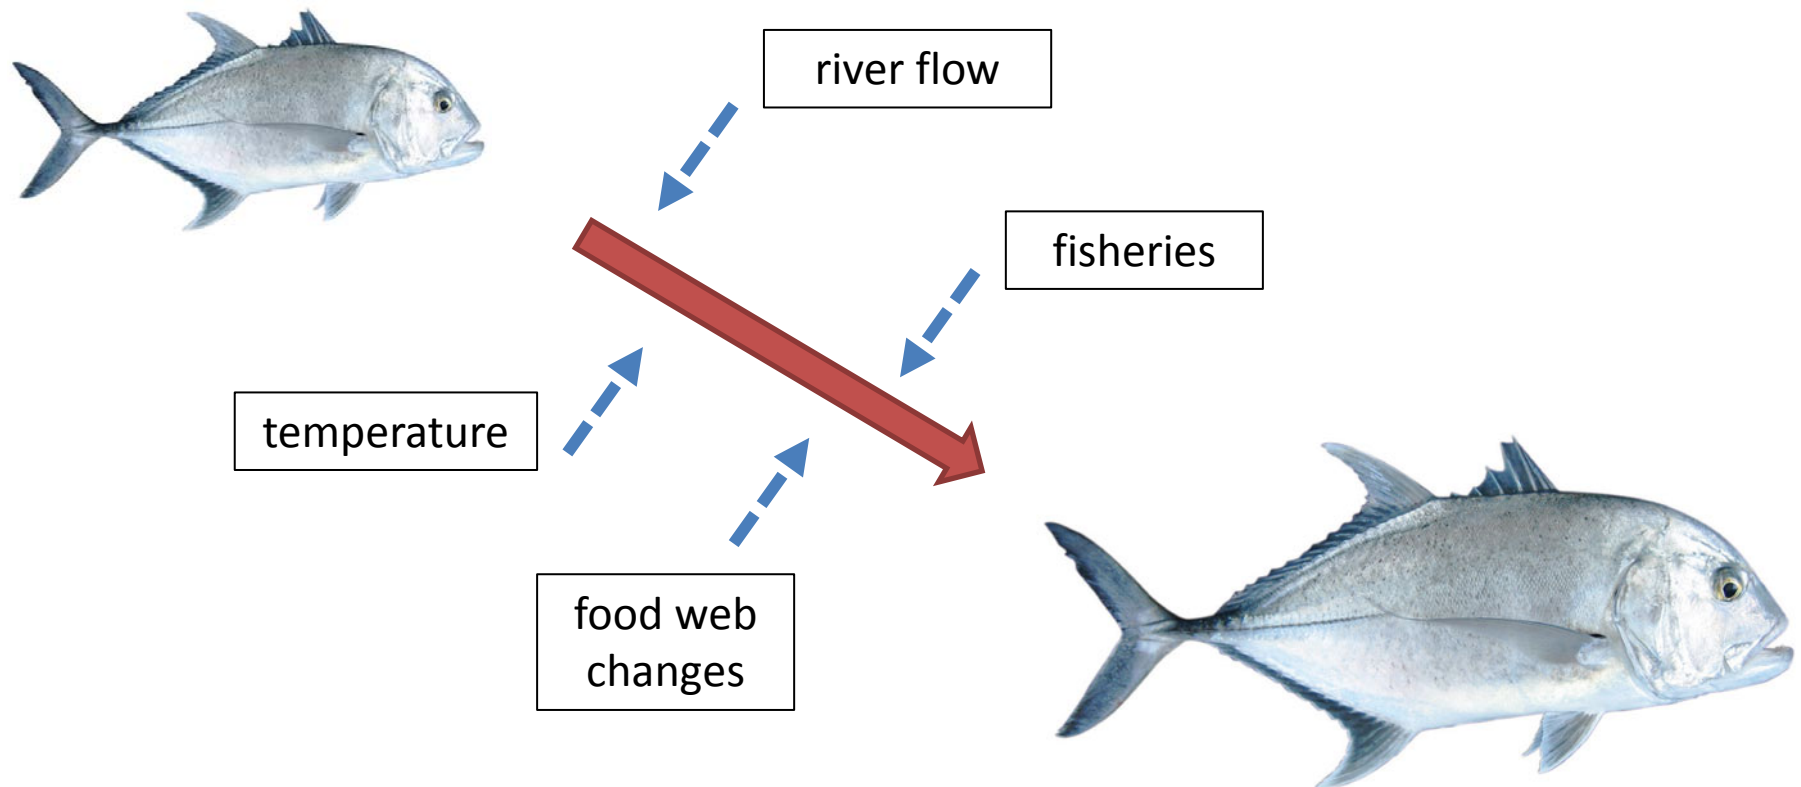 river flow
fisheries
temperature
food web
changes